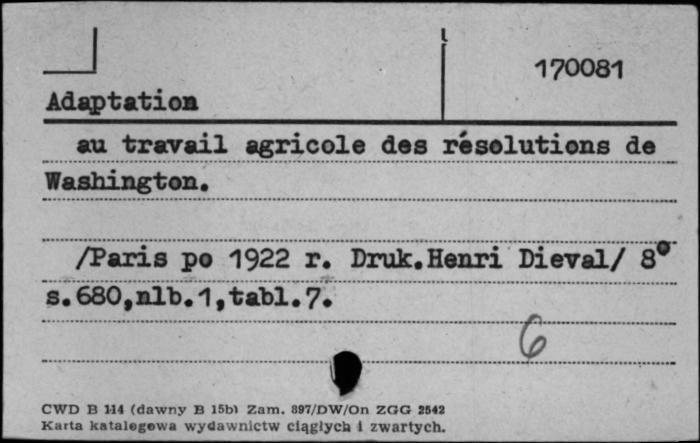 170081
Adaptation
au travail agricole des résolutions de
Washington.
/Paris po 1922 r. Druk.Henri Dieval/ 8°
s.680,nlb.1,tabl.7.
6
CWD B 114 (dawny B 15b) Zam. 897/DW/On ZGG 2542
Karta katalogowa wydawnictw ciągłych i zwartych.